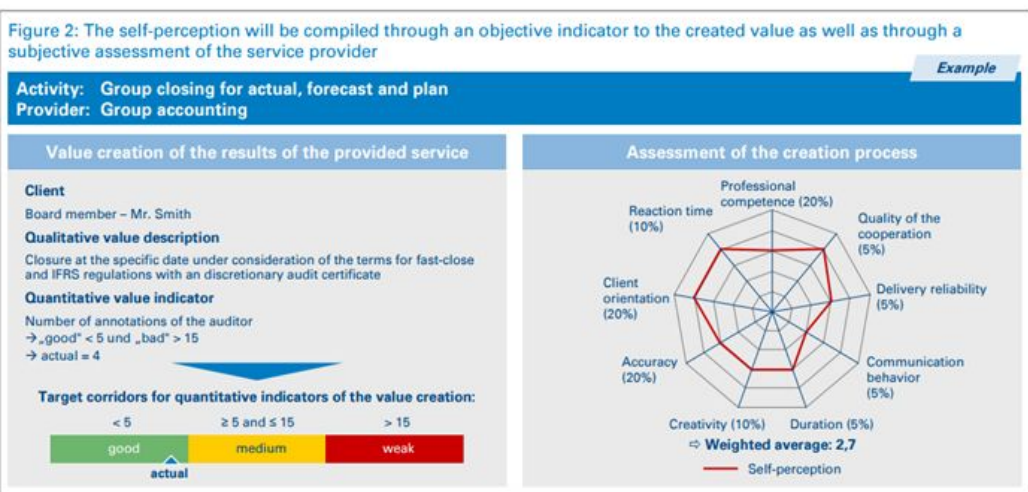 Figure 2: The self-perception will be compiled through an objective indicator to the created value as well as through a
subjective assessment of the service provider
Example
Activity: Group closing for actual, forecast and plan
Provider: Group accounting
Value creation of the results of the provided service
Client
Board member – Mr. Smith
Qualitative value description
Closure at the specific date under consideration of the terms for fast-close
and IFRS regulations with an discretionary audit certificate
Quantitative value indicator
Number of annotations of the auditor
→ „good" < 5 und „bad" > 15
→ actual = 4
Target corridors for quantitative indicators of the value creation:
< 5 ≥ 5 and ≤ 15 > 15
good medium weak
actual
Assessment of the creation process
Professional
competence (20%)
Reaction time
(10%)
Quality of the
cooperation
(5%)
Client
orientation
(20%)
Delivery reliability
(5%)
Accuracy
(20%)
Communication
behavior
(5%)
Creativity (10%) Duration (5%)
⇨ Weighted average: 2,7
Self-perception